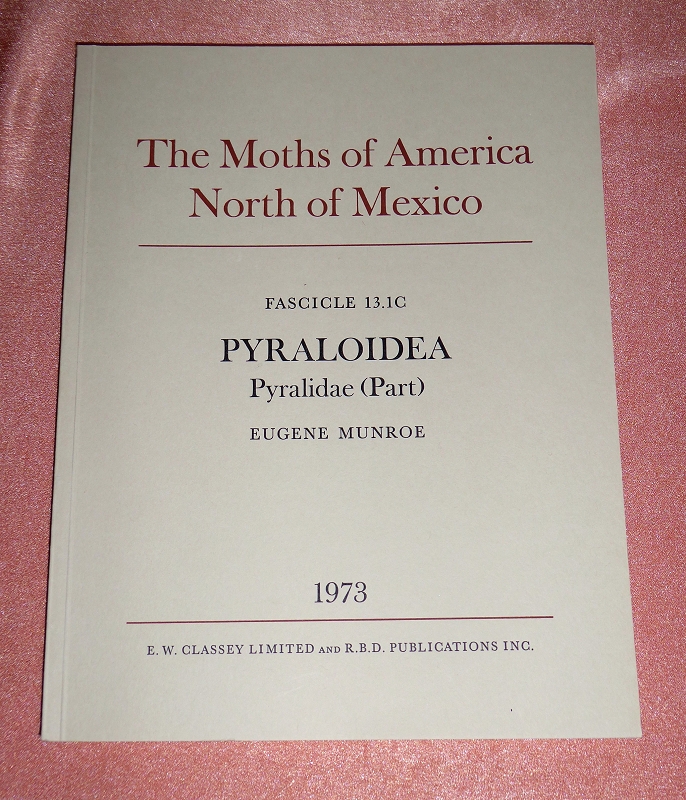 The Moths of America
North of Mexico
FASCICLE 13.1C
PYRALOIDEA
Pyralidae (Part)
EUGENE MUNROE
1973
E. W. CLASSEY LIMITED AND R.B.D. PUBLICATIONS INC.